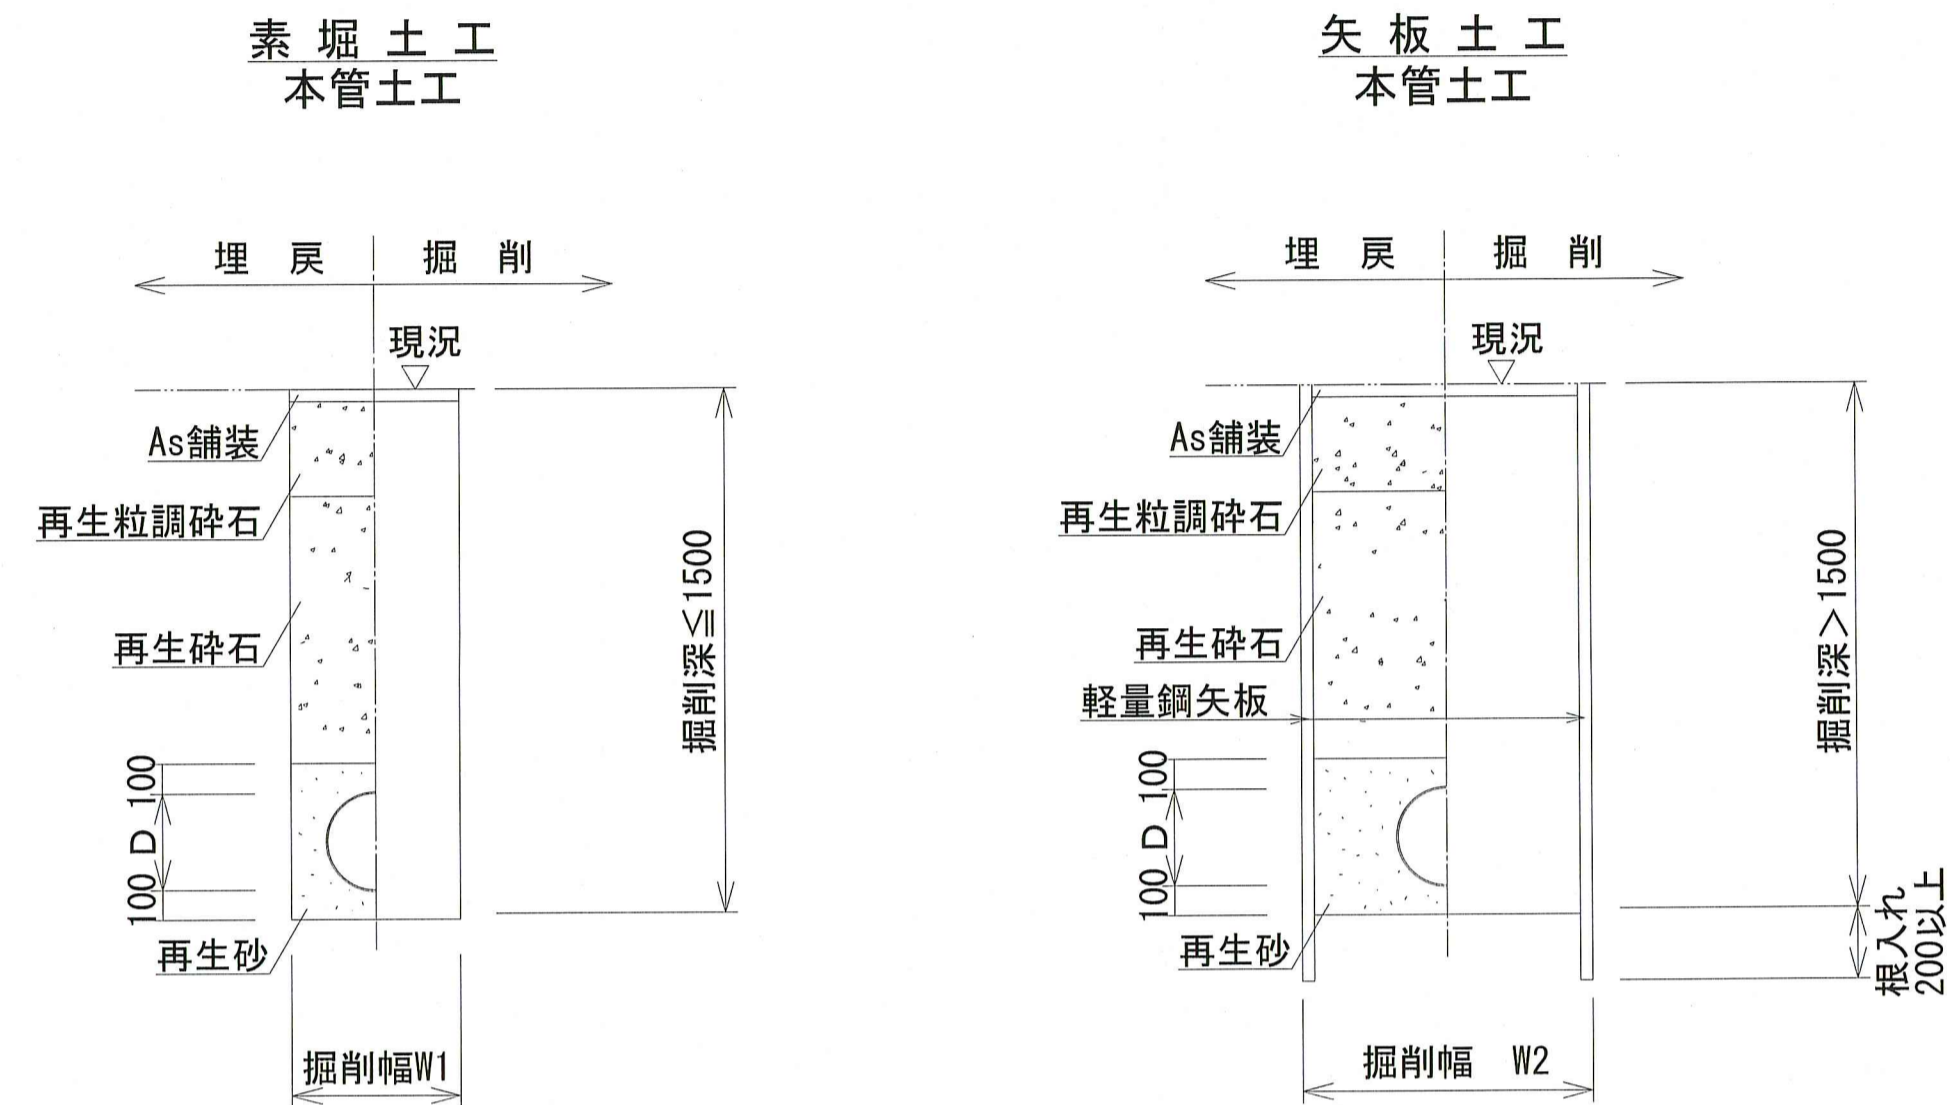 素堀土工
本管土工
埋戻 掘削
現況
As舗装
再生粒調砕石
再生砕石
100
D
100
再生砂
掘削深≦1500
掘削幅W1
矢板土工
本管土工
埋戻 掘削
現況
As舗装
再生粒調砕石
再生砕石
軽量鋼矢板
100
D
100
再生砂
掘削深>1500
根入れ
200以上
掘削幅 W2